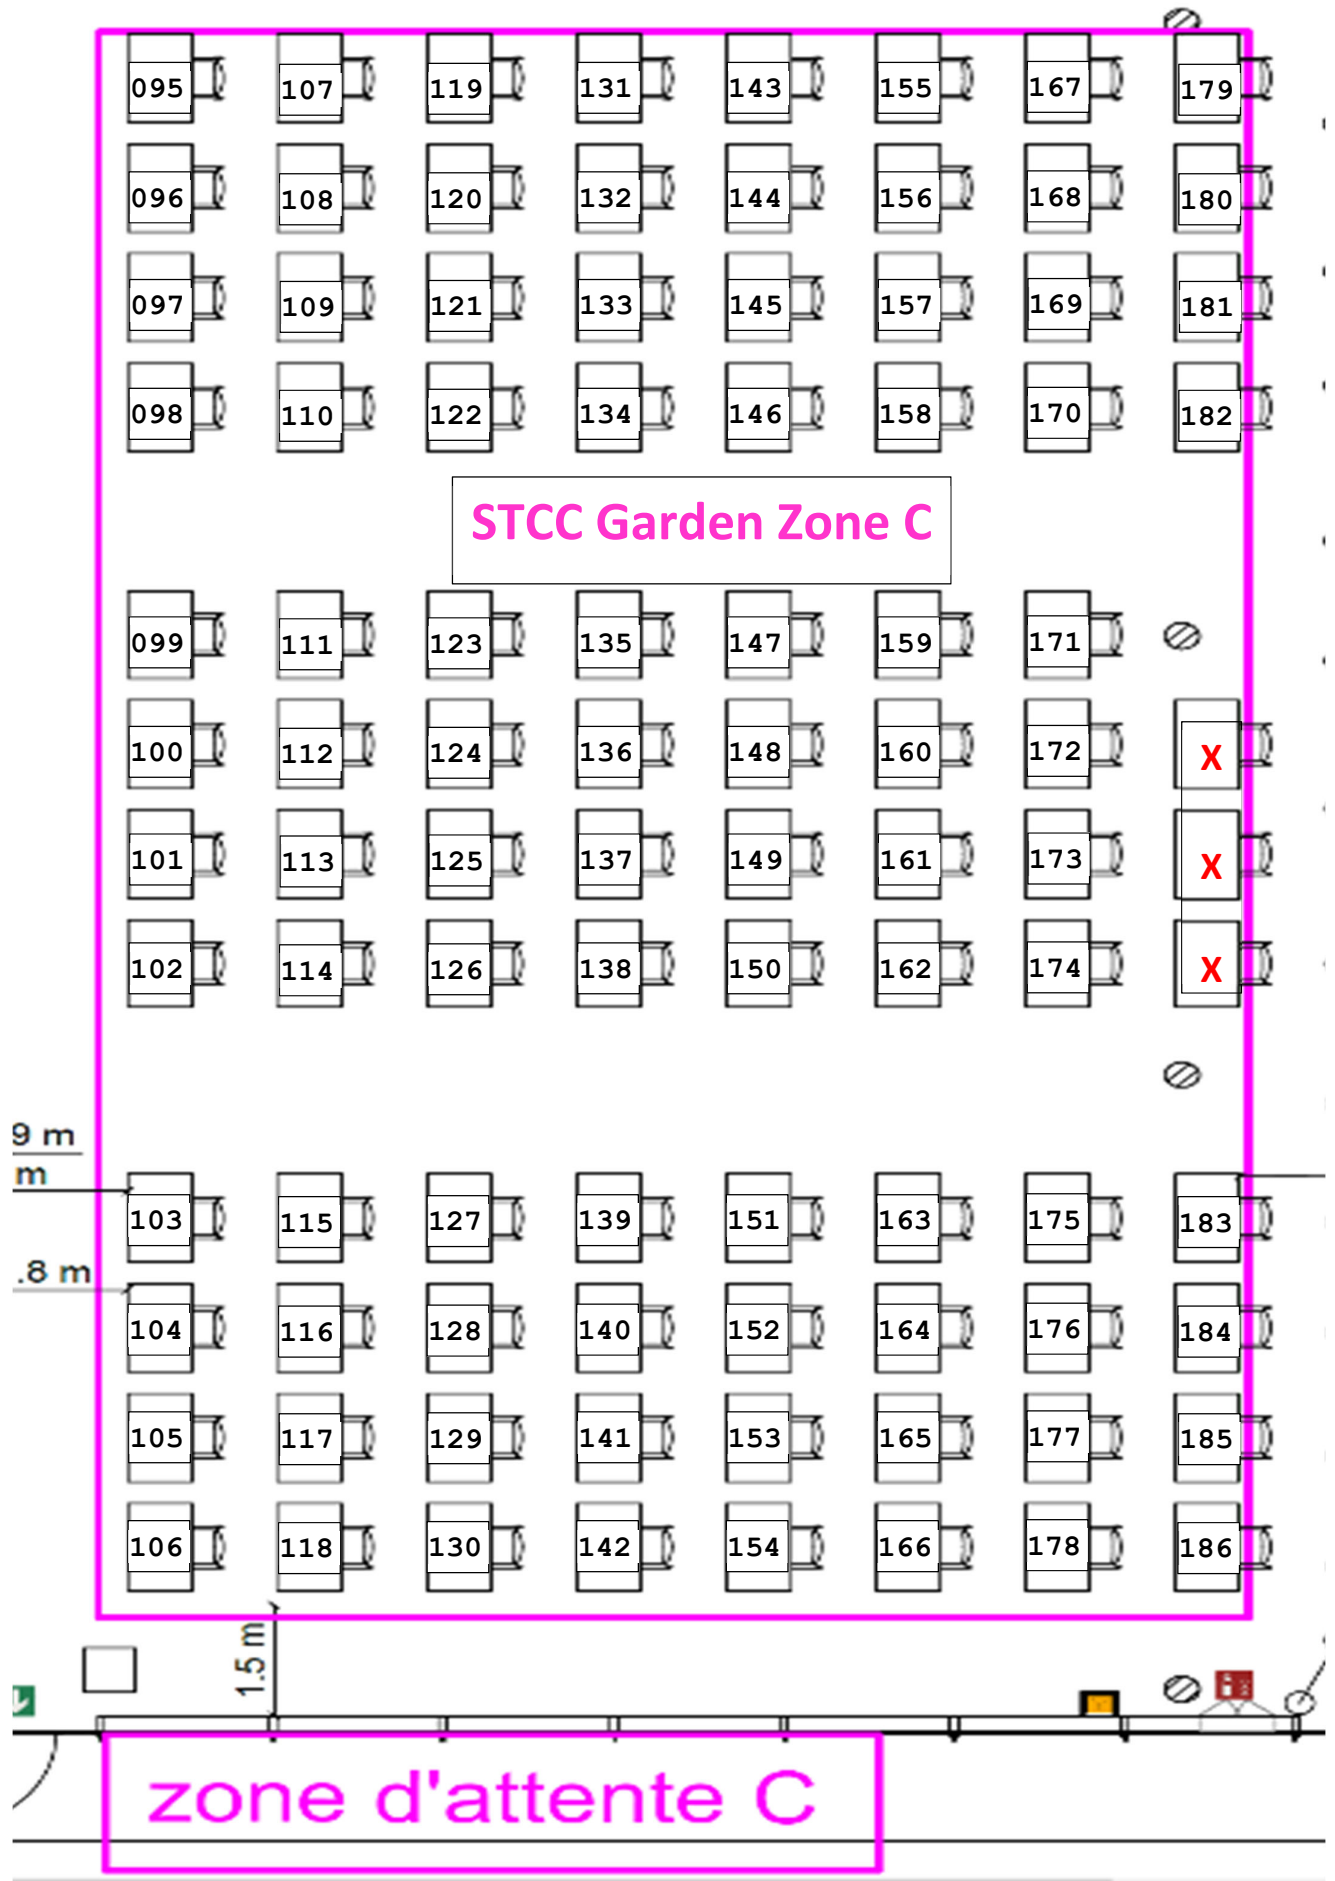 095 107 119 131 143 155 167 179
096 108 120 132 144 156 168 180
097 109 121 133 145 157 169 181
098 110 122 134 146 158 170 182
STCC Garden Zone C
099 111 123 135 147 159 171
100 112 124 136 148 160 172 X
101 113 125 137 149 161 173 X
102 114 126 138 150 162 174 X
9 m
m
103 115 127 139 151 163 175 183
.8 m
104 116 128 140 152 164 176 184
105 117 129 141 153 165 177 185
106 118 130 142 154 166 178 186
1.5 m
zone d'attente C